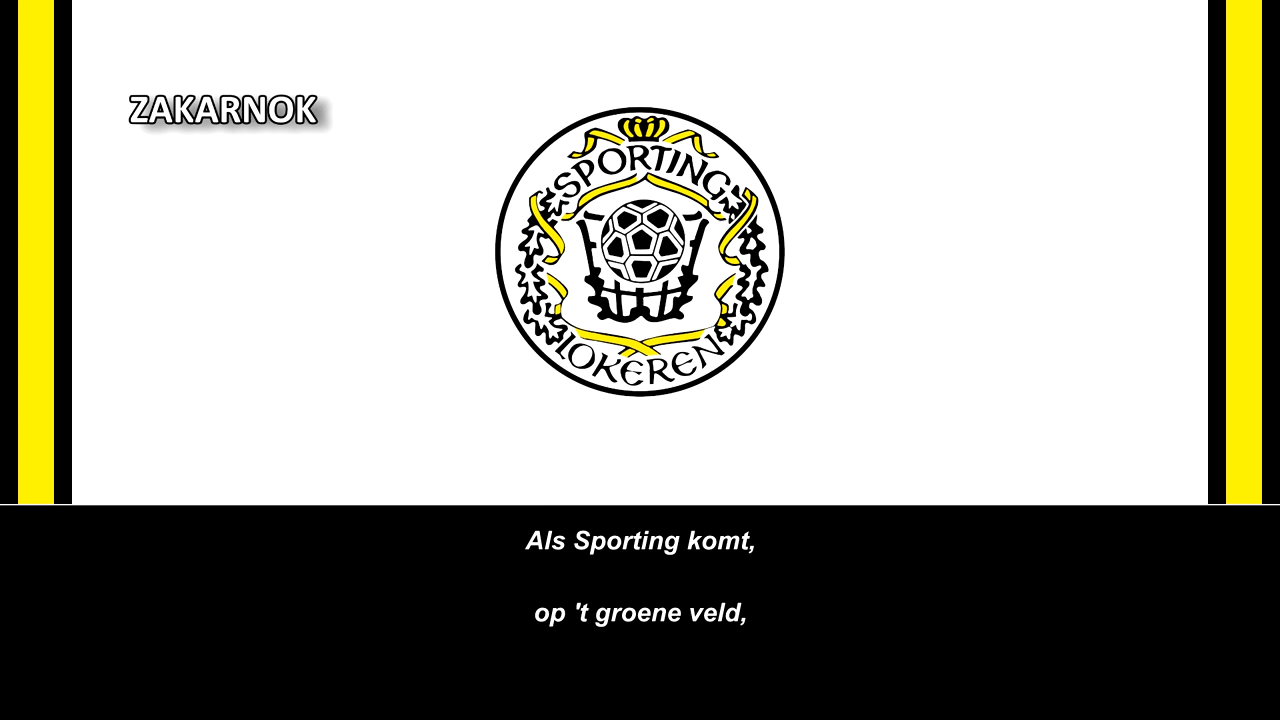 ZAKARNOK
SPORTING
LOKEREN
Als Sporting komt,
op 't groene veld,